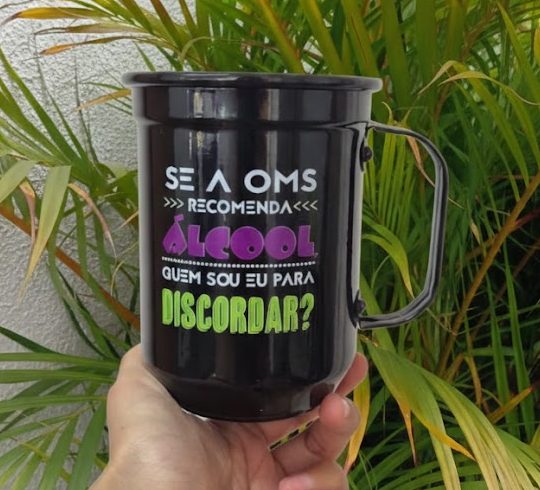 SE A OMS
>>> RECOMENDA <<<
ÁLCOOL,
QUEM SOU EU PARA
DISCORDAR?